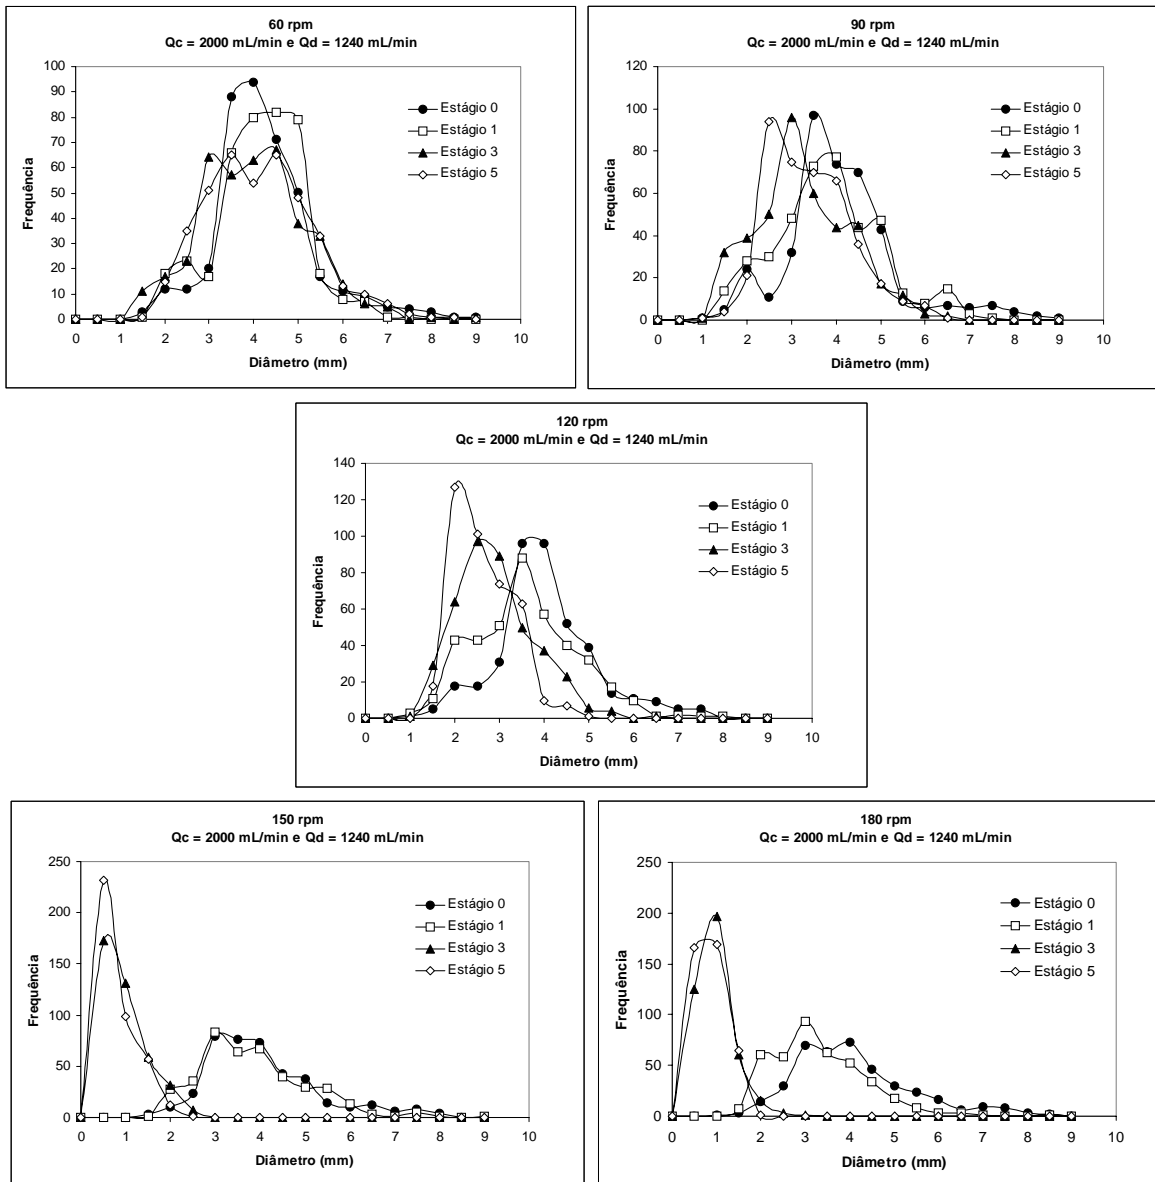 60 rpm
Qc = 2000 mL/min e Qd = 1240 mL/min
100
90
80
70
60
50
40
30
20
10
0
Frequência
Estágio 0
Estágio 1
Estágio 3
Estágio 5
0 1 2 3 4 5 6 7 8 9 10
Diâmetro (mm)
90 rpm
Qc = 2000 mL/min e Qd = 1240 mL/min
120
100
80
60
40
20
0
Frequência
Estágio 0
Estágio 1
Estágio 3
Estágio 5
0 1 2 3 4 5 6 7 8 9 10
Diâmetro (mm)
120 rpm
Qc = 2000 mL/min e Qd = 1240 mL/min
140
120
100
80
60
40
20
0
Frequência
Estágio 0
Estágio 1
Estágio 3
Estágio 5
0 1 2 3 4 5 6 7 8 9 10
Diâmetro (mm)
150 rpm
Qc = 2000 mL/min e Qd = 1240 mL/min
250
200
150
100
50
0
Frequência
Estágio 0
Estágio 1
Estágio 3
Estágio 5
0 1 2 3 4 5 6 7 8 9 10
Diâmetro (mm)
180 rpm
Qc = 2000 mL/min e Qd = 1240 mL/min
250
200
150
100
50
0
Frequência
Estágio 0
Estágio 1
Estágio 3
Estágio 5
0 1 2 3 4 5 6 7 8 9 10
Diâmetro (mm)